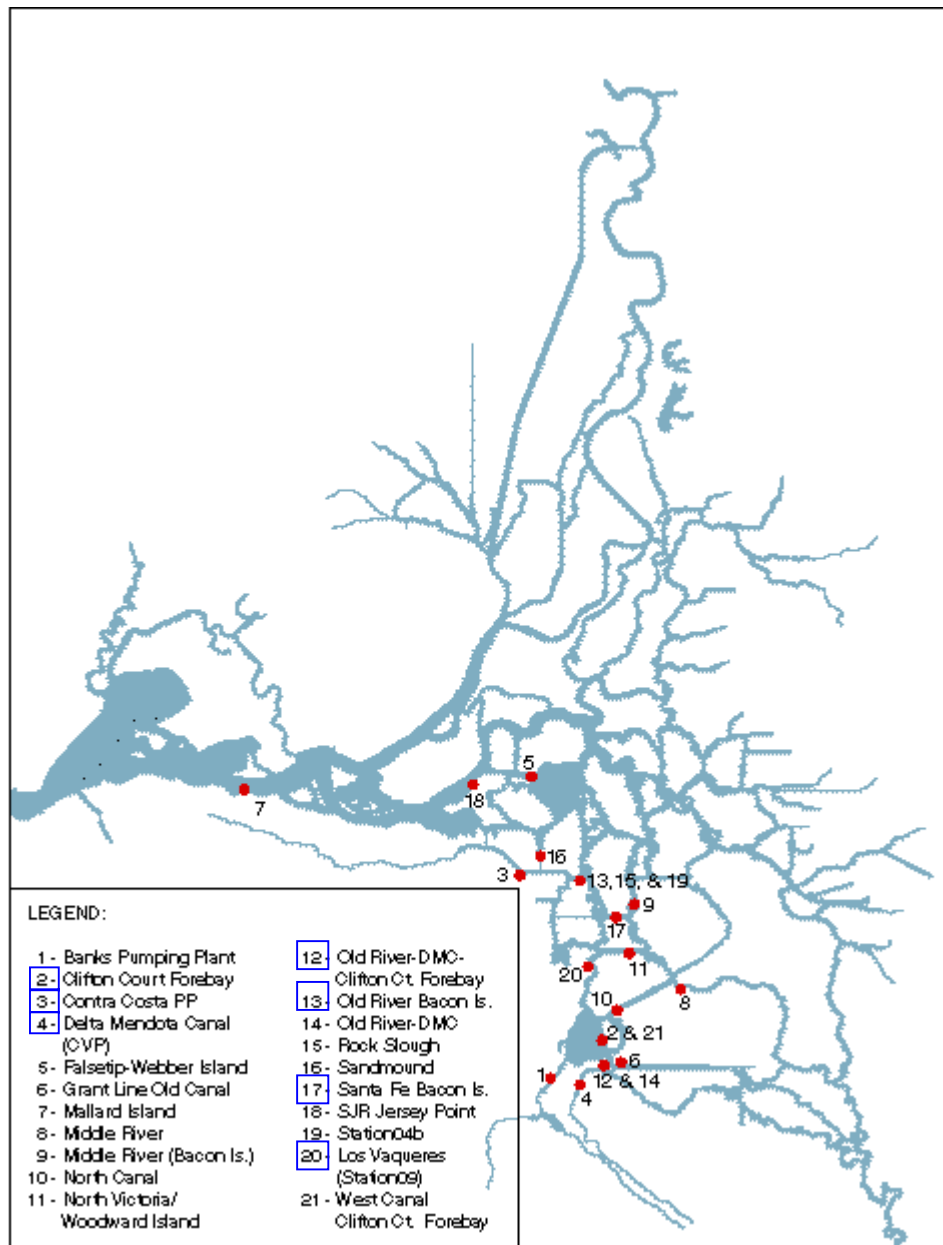 5
18
7
16
3
13, 15, & 19
9
17
11
20
8
10
2 & 21
6
12 & 14
1
4
LEGEND:
1 - Banks Pumping Plant
2 - Clifton Court Forebay
3 - Contra Costa PP
4 - Delta Mendota Canal
(CVP)
5 - Falsetip-Webber Island
6 - Grant Line Old Canal
7 - Mallard Island
8 - Middle River
9 - Middle River (Bacon Is.)
10 - North Canal
11 - North Victoria/
Woodward Island
12 - Old River-DMC-
Clifton Ct. Forebay
13 - Old River Bacon Is.
14 - Old River-DMC
15 - Rock Slough
16 - Sandmound
17 - Santa Fe Bacon Is.
18 - SJR Jersey Point
19 - Station04b
20 - Los Vaqueres
(Station09)
21 - West Canal
Clifton Ct. Forebay